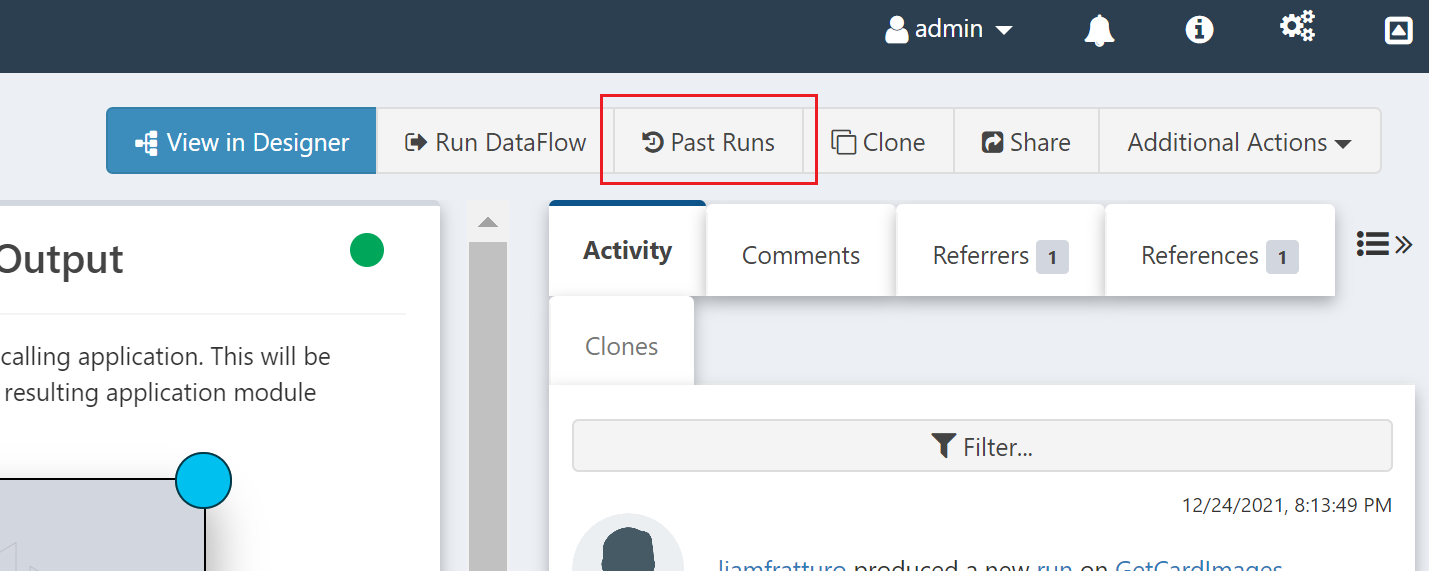 admin
View in Designer
Run DataFlow
Past Runs
Clone
Share
Additional Actions
Output
calling application. This will be
resulting application module
Activity
Comments
Referrers 1
References 1
Clones
Filter...
12/24/2021, 8:13:49 PM
liamfratturo produced a new run on GetCardImages